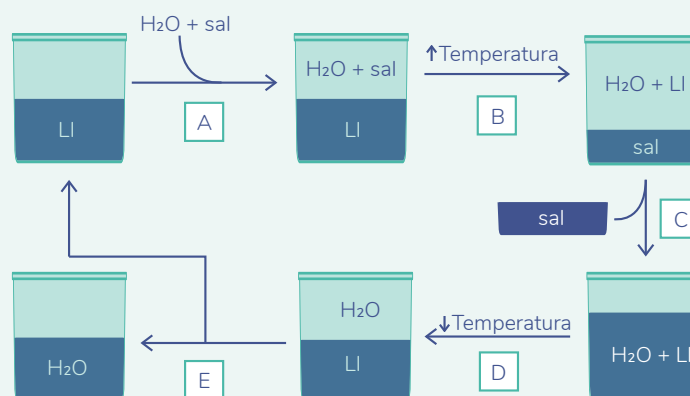 H₂O + sal
LI
A
H₂O + sal
LI
↑Temperatura
B
H₂O + LI
sal
sal
C
H₂O + LI
↓Temperatura
D
H₂O
LI
E
H₂O